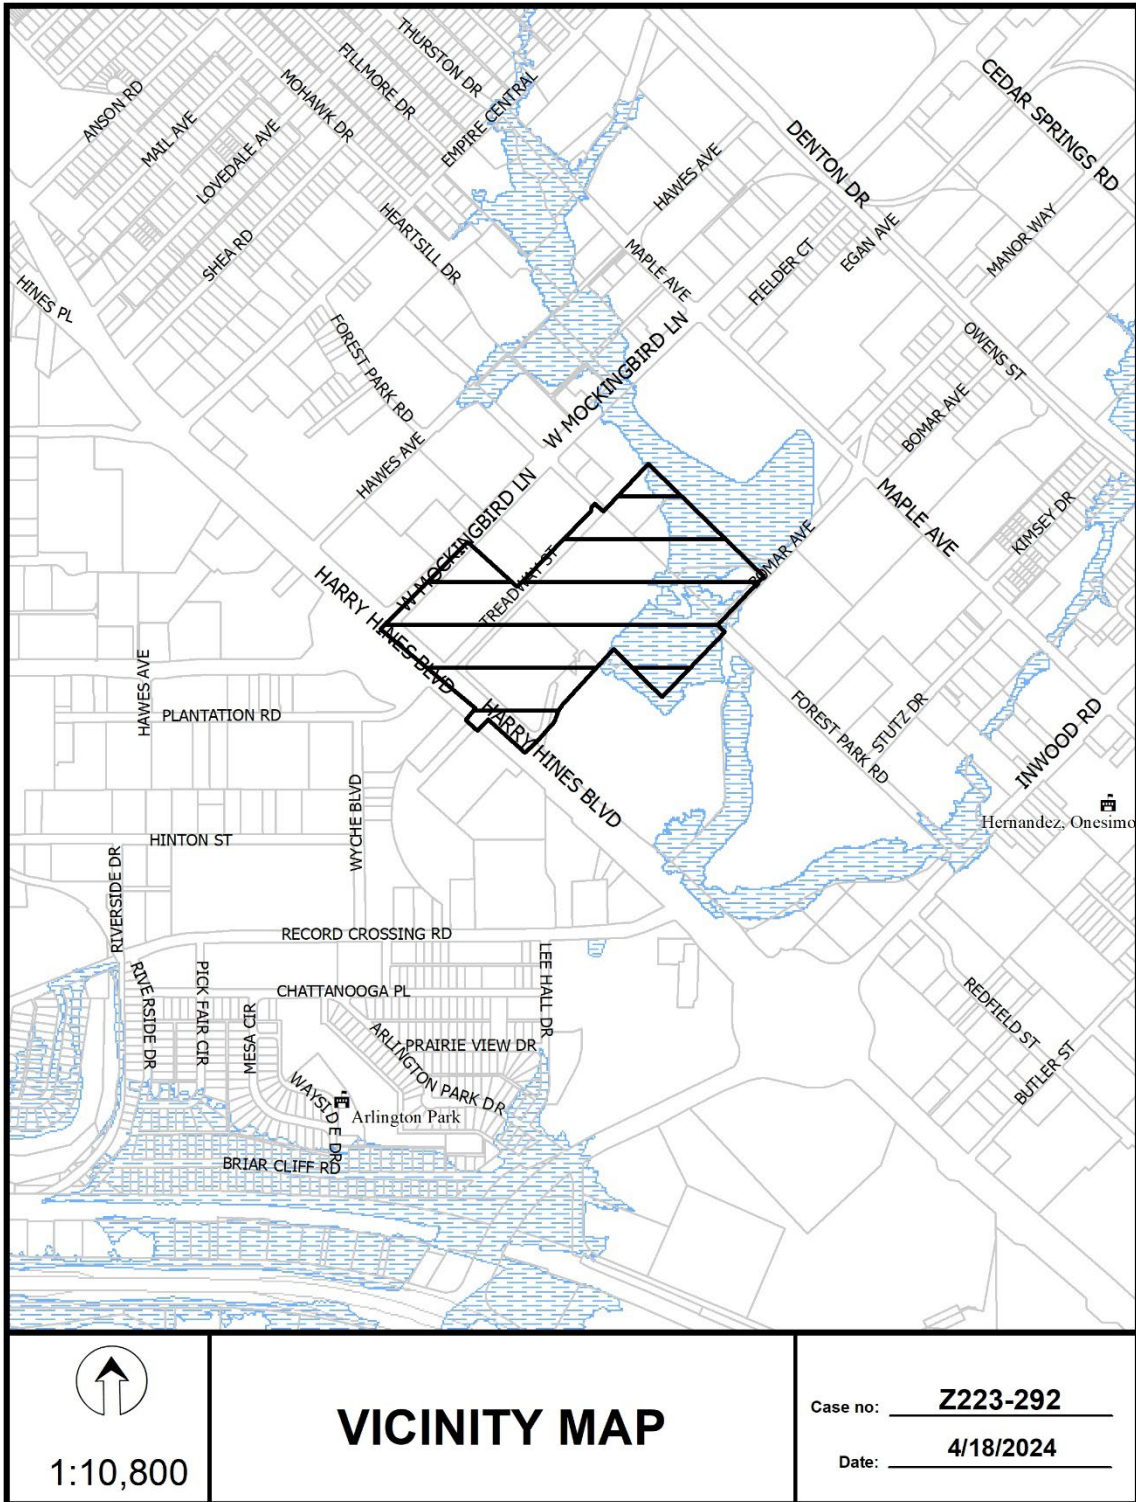 THURSTON DR
FILLMORE DR
MOHAWK DR
ANSON RD
MAIL AVE
LOVEDALE AVE
EMPIRE CENTRAL
CEDAR SPRINGS RD
DENTON DR
HAWES AVE
HEARTSILL DR
SHEA RD
HINES PL
MAPLE AVE
FIELDER CT
EGAN AVE
MANOR WAY
FOREST PARK RD
W MOCKINGBIRD LN
OWENS ST
BOMAR AVE
HAWES AVE
W MOCKINGBIRD LN
MAPLE AVE
KIMSEY DR
W MOCKINGBIRD LN
TREADWAY ST
BOMAR AVE
HARRY HINES BLVD
HAWES AVE
PLANTATION RD
HARRY HINES BLVD
FOREST PARK RD
STUTZ DR
INWOOD RD
WYCHE BLVD
Hernandez, Onesimo
HINTON ST
RIVERSIDE DR
RECORD CROSSING RD
LEE HALL DR
RIVERSIDE DR
PICK FAIR CIR
CHATTANOOGA PL
MESA CIR
ARLINGTON PARK DR
PRAIRIE VIEW DR
REDFIELD ST
BUTLER ST
WAYSIDE DR
Arlington Park
BRIAR CLIFF RD
1:10,800
VICINITY MAP
Case no: Z223-292
Date: 4/18/2024